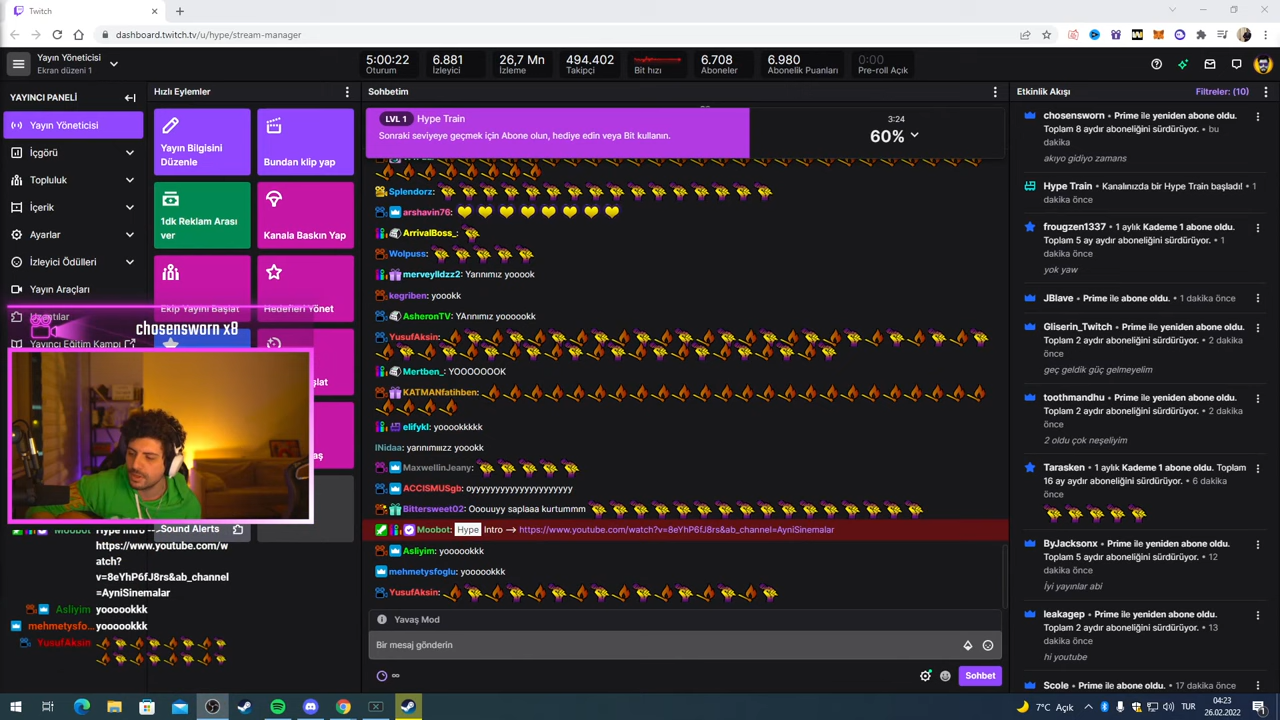 Twitch
dashboard.twitch.tv/u/hype/stream-manager
Yayın Yöneticisi
Ekran düzeni 1
5:00:22
Oturum
6.881
İzleyici
26,7 Mn
İzleme
494.402
Takipçi
Bit hızı
6.708
Aboneler
6.980
Abonelik Puanları
0:00
Pre-roll Açık
YAYINCI PANELİ
Yayın Yöneticisi
İçgörü
Topluluk
İçerik
Ayarlar
İzleyici Ödülleri
Yayın Araçları
Uzantılar
Yayıncı Eğitim Kampı
chosensworn x8
Hızlı Eylemler
Yayın Bilgisini
Düzenle
Bundan klip yap
1dk Reklam Arası
ver
Kanala Baskın Yap
Ekip Yayını Başlat
Hedefleri Yönet
Sound Alerts
https://www.youtube.com/w
atch?
v=8eYhP6fJ8rs&ab_channel
=AyniSinemalar
Asliyim yooookkk
mehmetysfo... yooookkk
YusufAksin
Sohbetim
LVL 1 Hype Train
Sonraki seviyeye geçmek için Abone olun, hediye edin veya Bit kullanın.
3:24
60%
Splendorz:
arshavin76:
ArrivalBoss_:
Wolpuss:
merveylldzz2: Yarınımız yooook
kegriben: yoookk
AsheronTV: YArınımız yooookkk
YusufAksin:
Mertben_: YOOOOOOOK
KATMANfatihben:
elifykl: yoookkkkk
INidaa: yarınımıızz yoookk
MaxwellinJeany:
ACCISMUSgb: oyyyyyyyyyyyyyyyyyyyy
Bittersweet02: Ooouuyy saplaaa kurtummm
Moobot: Hype Intro --> https://www.youtube.com/watch?v=8eYhP6fJ8rs&ab_channel=AyniSinemalar
Asliyim: yooookkk
mehmetysfoglu: yooookkk
YusufAksin:
Yavaş Mod
Bir mesaj gönderin
Sohbet
Etkinlik Akışı
Filtreler: (10)
chosensworn • Prime ile yeniden abone oldu.
Toplam 8 aydır aboneliğini sürdürüyor. • bu
dakika
akıyo gidiyo zamans
Hype Train • Kanalınızda bir Hype Train başladı! • 1
dakika önce
frougzen1337 • 1 aylık Kademe 1 abone oldu.
Toplam 5 ay aydır aboneliğini sürdürüyor. • 1
dakika önce
yok yaw
JBlave • Prime ile abone oldu. • 1 dakika önce
Gliserin_Twitch • Prime ile yeniden abone oldu.
Toplam 2 aydır aboneliğini sürdürüyor. • 2 dakika
önce
geç geldik güç gelmeyelim
toothmandhu • Prime ile yeniden abone oldu.
Toplam 2 aydır aboneliğini sürdürüyor. • 2 dakika
önce
2 oldu çok neşeliyim
Tarasken • 1 aylık Kademe 1 abone oldu. Toplam
16 ay aydır aboneliğini sürdürüyor. • 6 dakika
önce
ByJacksonx • Prime ile yeniden abone oldu.
Toplam 5 aydır aboneliğini sürdürüyor. • 12
dakika önce
İyi yayınlar abi
leakagep • Prime ile yeniden abone oldu.
Toplam 2 aydır aboneliğini sürdürüyor. • 13
dakika önce
hi youtube
Scole • Prime ile abone oldu. • 17 dakika önce
7°C Açık
TUR
04:23
26.02.2022